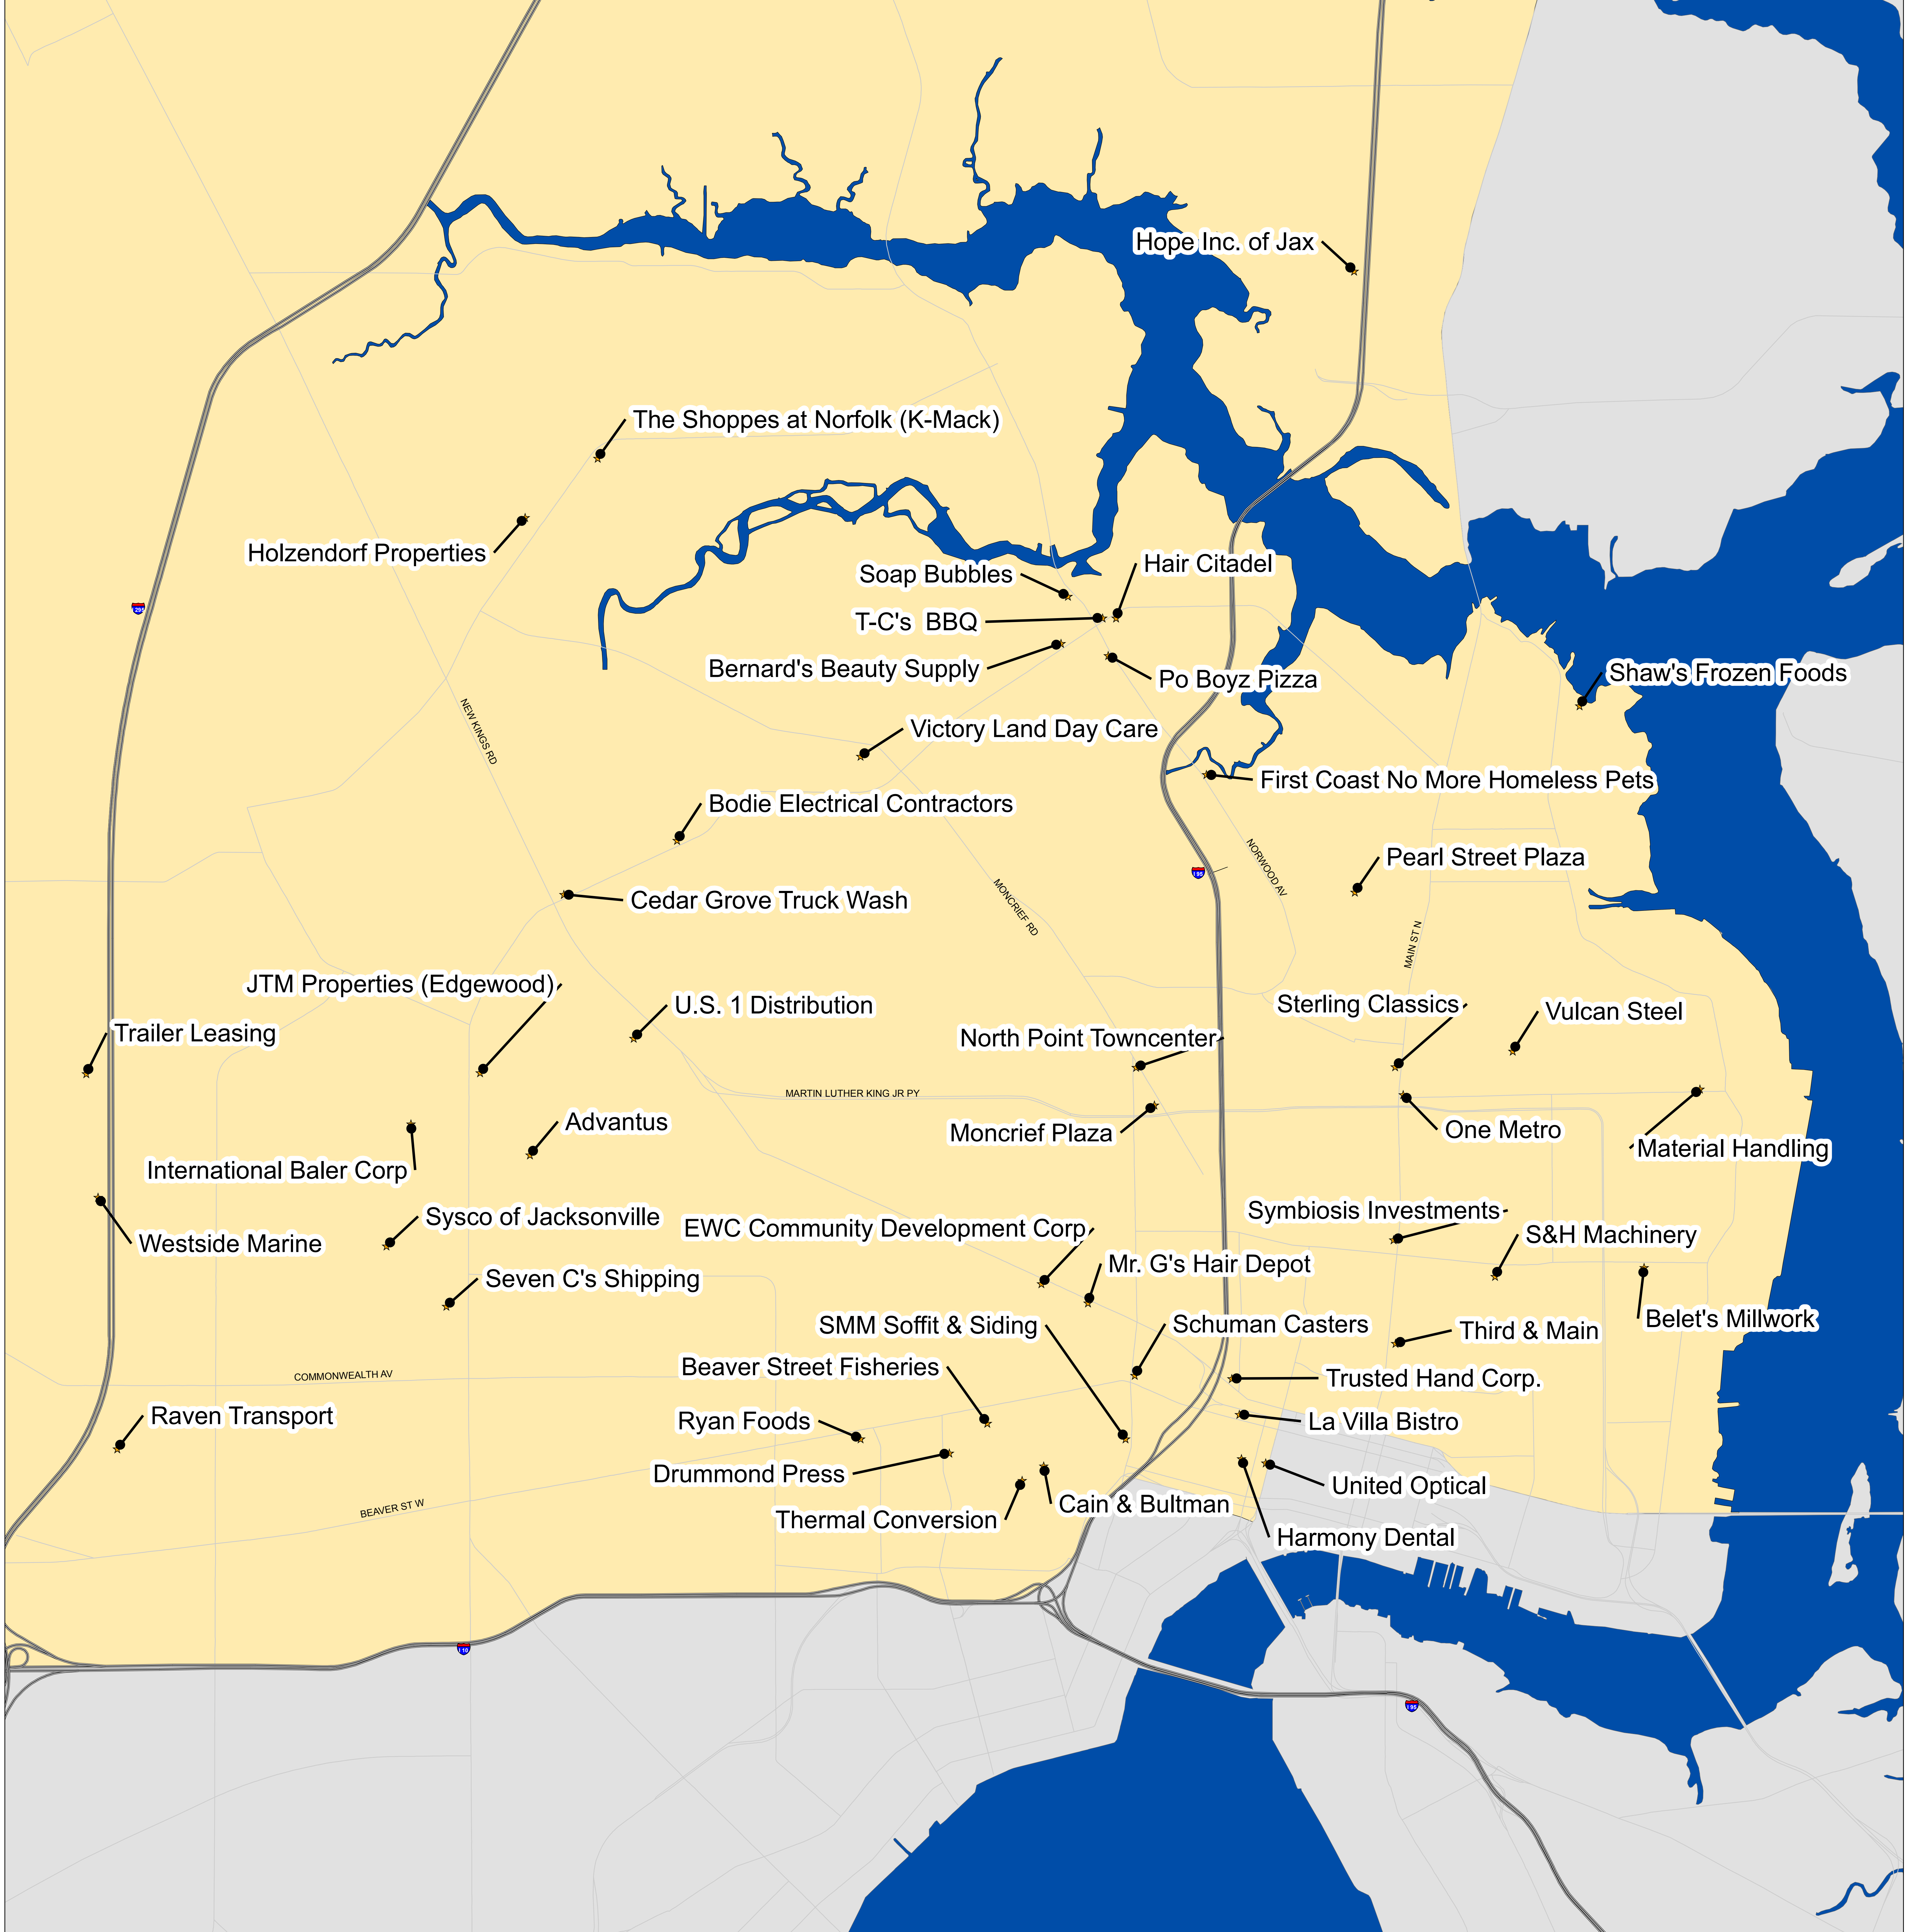 Hope Inc. of Jax
The Shoppes at Norfolk (K-Mack)
Holzendorf Properties
Hair Citadel
Soap Bubbles
T-C's BBQ
I 295
Bernard's Beauty Supply
Po Boyz Pizza
Shaw's Frozen Foods
NEW KINGS RD
Victory Land Day Care
First Coast No More Homeless Pets
Bodie Electrical Contractors
Pearl Street Plaza
NORWOOD AV
I 95
Cedar Grove Truck Wash
MONCRIEF RD
MAIN ST N
JTM Properties (Edgewood)
U.S. 1 Distribution
Sterling Classics
Vulcan Steel
Trailer Leasing
North Point Towncenter
MARTIN LUTHER KING JR PY
Advantus
Moncrief Plaza
One Metro
Material Handling
International Baler Corp
Sysco of Jacksonville
Symbiosis Investments
EWC Community Development Corp
S&H Machinery
Westside Marine
Mr. G's Hair Depot
Seven C's Shipping
SMM Soffit & Siding
Schuman Casters
Third & Main
Belet's Millwork
Beaver Street Fisheries
COMMONWEALTH AV
Trusted Hand Corp.
Raven Transport
Ryan Foods
La Villa Bistro
Drummond Press
United Optical
BEAVER ST W
Cain & Bultman
Thermal Conversion
Harmony Dental
I 10
I 95